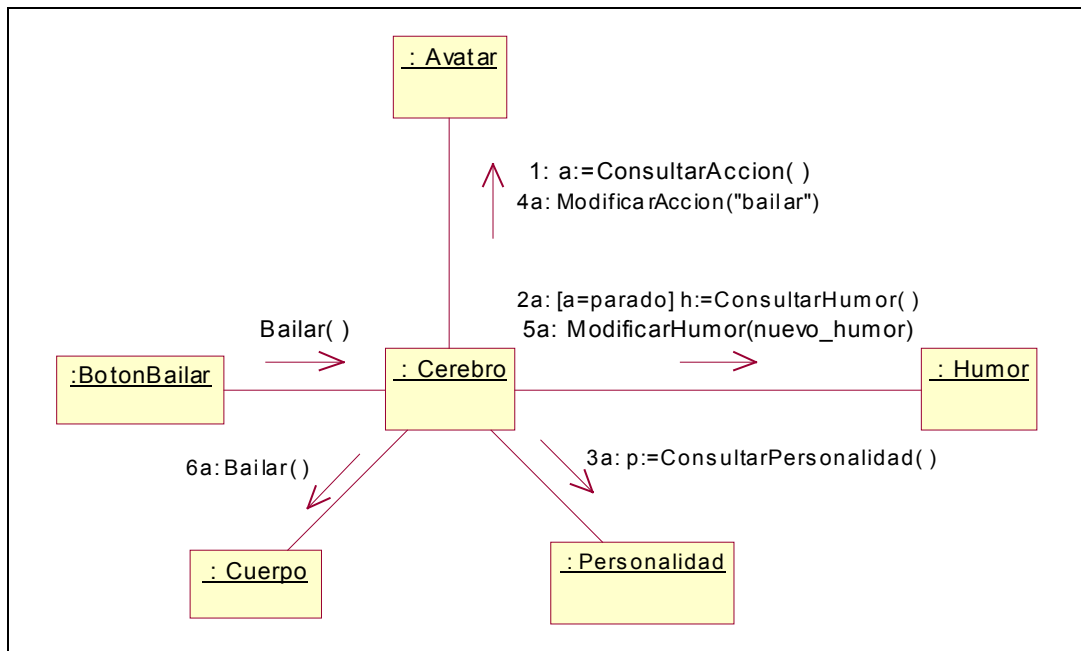 : Avatar
1: a:=ConsultarAccion( )
4a: ModificarAccion("bailar")
2a: [a=parado] h:=ConsultarHumor( )
5a: ModificarHumor(nuevo_humor)
Bailar( )
:BotonBailar
: Cerebro
: Humor
6a: Bailar( )
3a: p:=ConsultarPersonalidad( )
: Cuerpo
: Personalidad